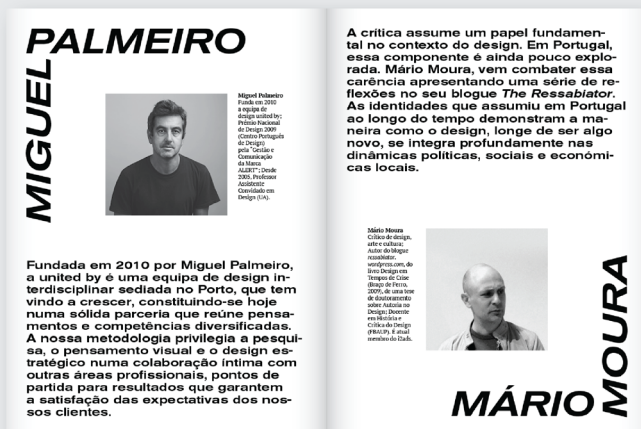 PALMEIRO
MIGUEL
Miguel Palmeiro
Funda em 2010
a equipa de
design united by;
Prémio Nacional
de Design 2009
(Centro Português
de Design)
pela "Gestão e
Comunicação
da Marca
ALERT"; Desde
2005, Professor
Assistente
Convidado em
Design (UA).
Fundada em 2010 por Miguel Palmeiro,
a united by é uma equipa de design in-
terdisciplinar sediada no Porto, que tem
vindo a crescer, constituindo-se hoje
numa sólida parceria que reúne pensa-
mentos e competências diversificadas.
A nossa metodologia privilegia a pesqui-
sa, o pensamento visual e o design es-
tratégico numa colaboração íntima com
outras áreas profissionais, pontos de
partida para resultados que garantem
a satisfação das expectativas dos nos-
sos clientes.
A crítica assume um papel fundamen-
tal no contexto do design. Em Portugal,
essa componente é ainda pouco explo-
rada. Mário Moura, vem combater essa
carência apresentando uma série de re-
flexões no seu blogue The Ressabiator.
As identidades que assumiu em Portugal
ao longo do tempo demonstram a ma-
neira como o design, longe de ser algo
novo, se integra profundamente nas
dinâmicas políticas, sociais e económi-
cas locais.
Mário Moura
Crítico de design,
arte e cultura;
Autor do blogue
ressabiator.
wordpress.com, do
livro Design em
Tempos de Crise
(Braço de Ferro,
2009), de uma tese
de doutoramento
sobre Autoria no
Design; Docente
em História e
Crítica do Design
(FBAUP). É atual
membro do i2ads.
MÁRIO
MOURA